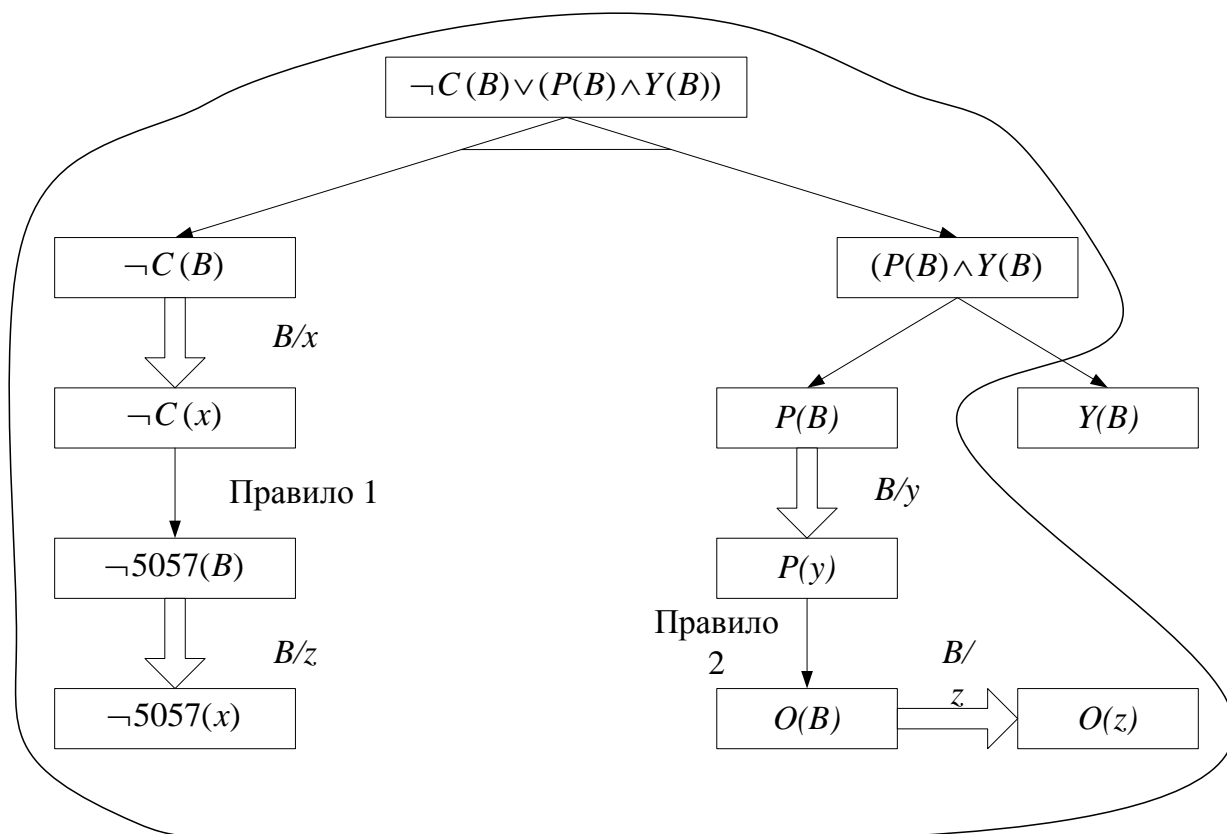 ¬C(B)∨(P(B)∧Y(B))
¬C(B)
(P(B)∧Y(B)
B/x
¬C(x)
P(B)
Y(B)
Правило 1
B/y
¬5057(B)
P(y)
B/z
Правило
2
B/
z
¬5057(x)
O(B)
O(z)